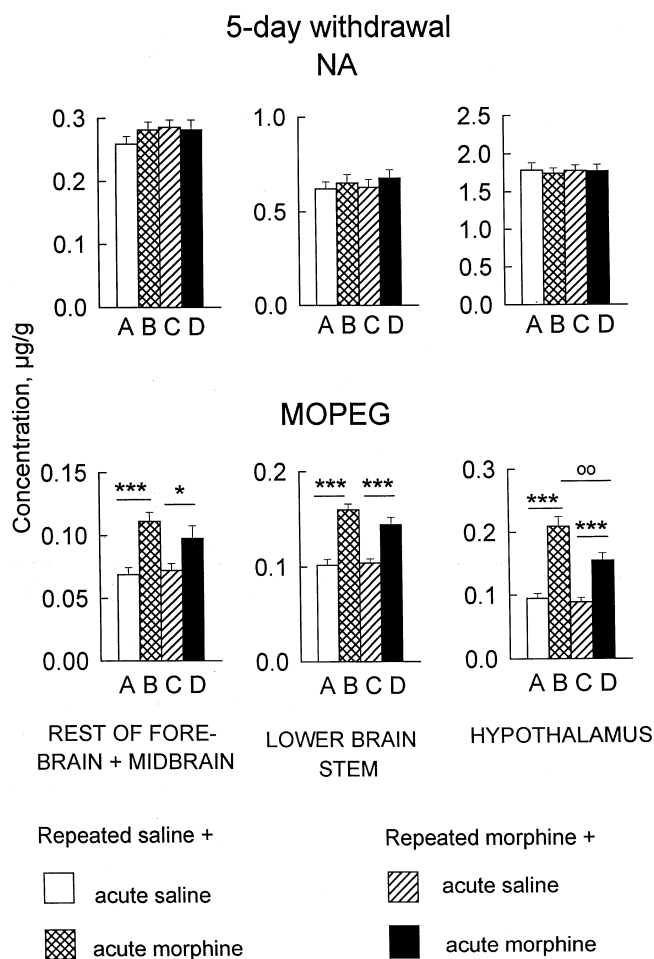 5-day withdrawal
NA
0.3
0.2
0.1
0.0
A B C D
1.0
0.5
0.0
A B C D
2.5
2.0
1.5
2.0
0.5
0.0
A B C D
Concentration, µg/g
MOPEG
0.15
0.10
0.05
0.00
*** *
A B C D
0.2
0.1
0.0
*** ***
A B C D
0.3
0.2
0.1
0.0
oo
***
***
A B C D
REST OF FORE-
BRAIN + MIDBRAIN
LOWER BRAIN
STEM
HYPOTHALAMUS
Repeated saline +
acute saline
acute morphine
Repeated morphine +
acute saline
acute morphine